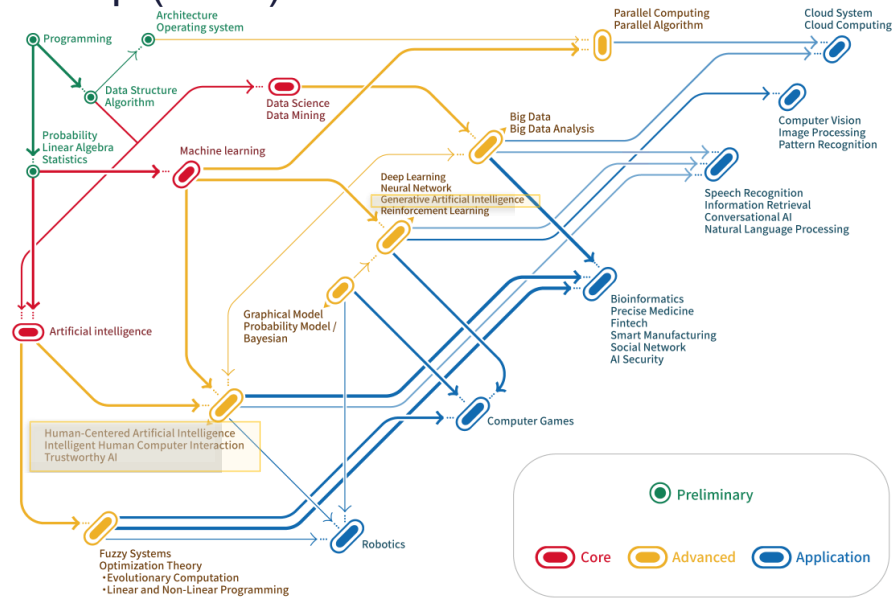 Architecture
Operating system
Programming
Data Structure
Algorithm
Probability
Linear Algebra
Statistics
Data Science
Data Mining
Machine learning
Parallel Computing
Parallel Algorithm
Cloud System
Cloud Computing
Big Data
Big Data Analysis
Computer Vision
Image Processing
Pattern Recognition
Deep Learning
Neural Network
Generative Artificial Intelligence
Reinforcement Learning
Speech Recognition
Information Retrieval
Conversational AI
Natural Language Processing
Graphical Model
Probability Model /
Bayesian
Artificial intelligence
Bioinformatics
Precise Medicine
Fintech
Smart Manufacturing
Social Network
AI Security
Computer Games
Human-Centered Artificial Intelligence
Intelligent Human Computer Interaction
Trustworthy AI
Robotics
Fuzzy Systems
Optimization Theory
・Evolutionary Computation
・Linear and Non-Linear Programming
Preliminary
Core
Advanced
Application